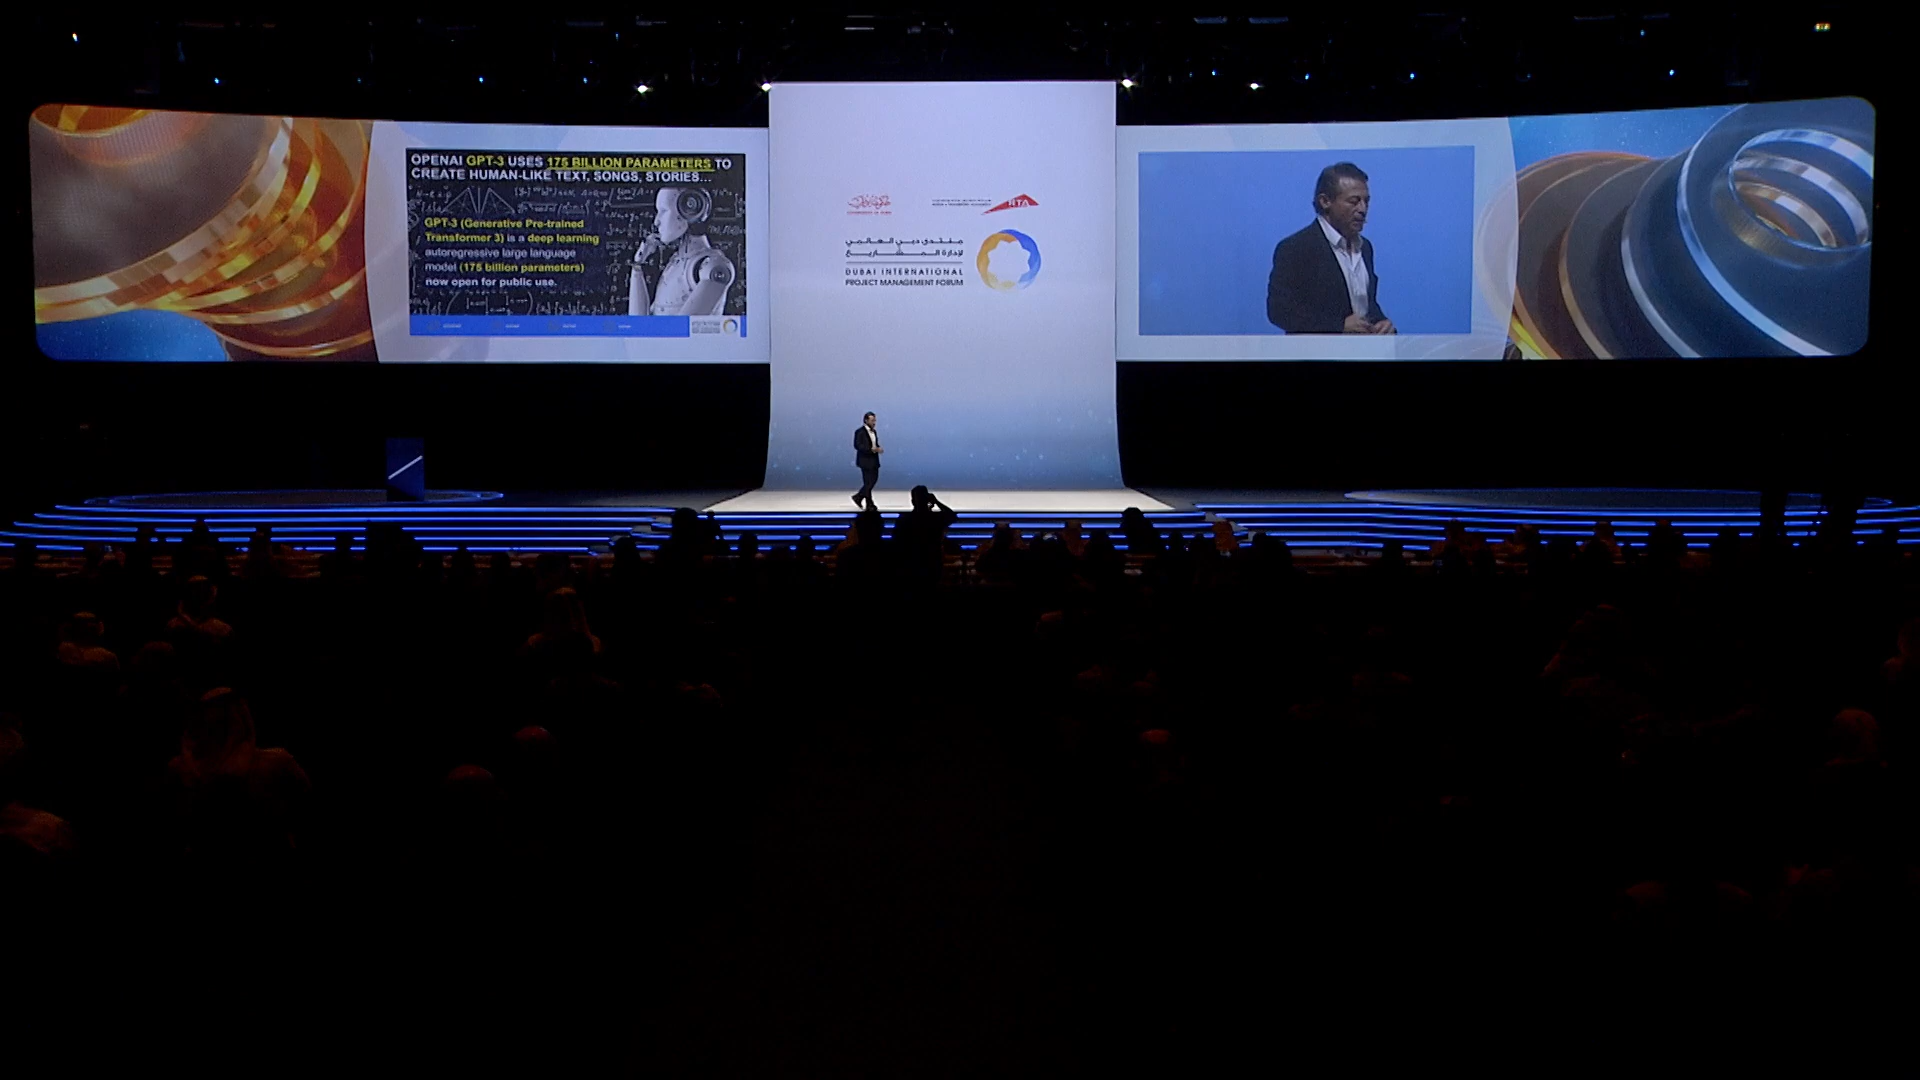 OPENAI GPT-3 USES 175 BILLION PARAMETERS TO
CREATE HUMAN-LIKE TEXT, SONGS, STORIES...
GPT-3 (Generative Pre-trained
Transformer 3) is a deep learning
autoregressive large language
model (175 billion parameters)
now open for public use.
RTA
منتدى دبي العالمي
لإدارة المشاريع
DUBAI INTERNATIONAL
PROJECT MANAGEMENT FORUM